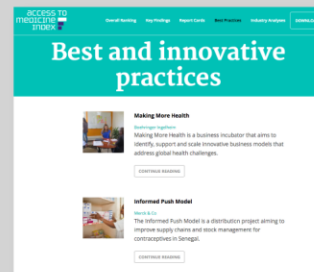 access TO
medicine
index
Overall Ranking Key Findings Report Cards Best Practices Industry Analyses DOWNLO
Best and innovative
practices
Making More Health
Boehringer Ingelheim
Making More Health is a business incubator that aims to
identify, support and scale innovative business models that
address global health challenges.
CONTINUE READING
Informed Push Model
Merck & Co.
The Informed Push Model is a distribution project aiming to
improve supply chains and stock management for
contraceptives in Senegal.
CONTINUE READING